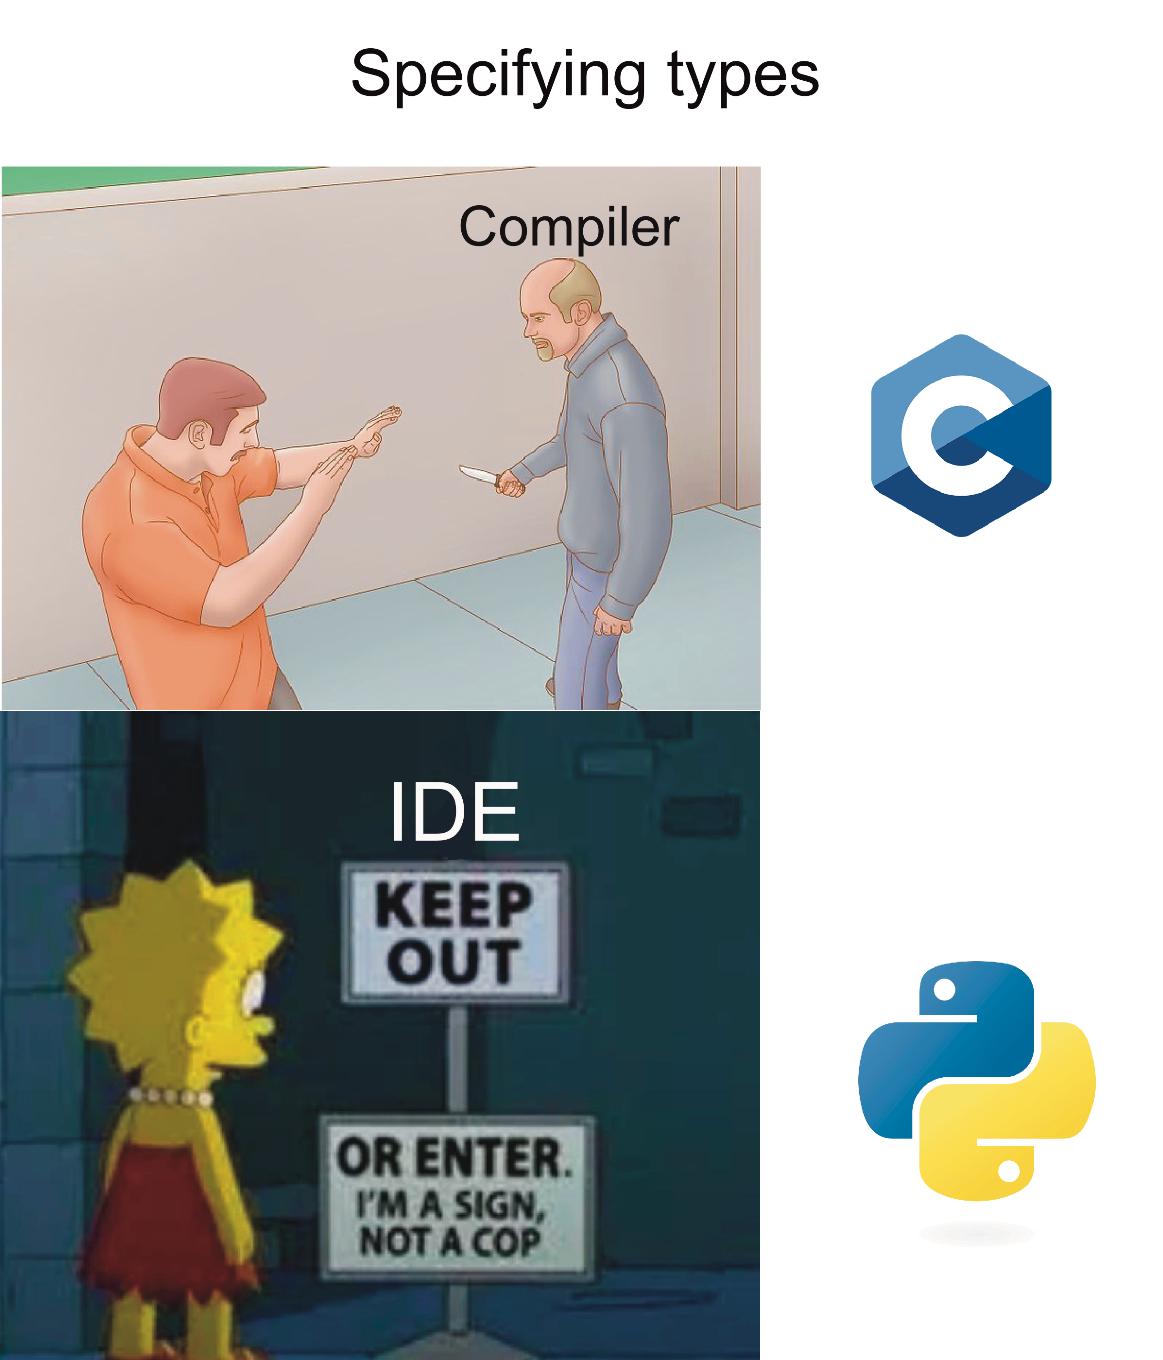 Specifying types
Compiler
IDE
KEEP
OUT
OR ENTER.
I'M A SIGN,
NOT A COP